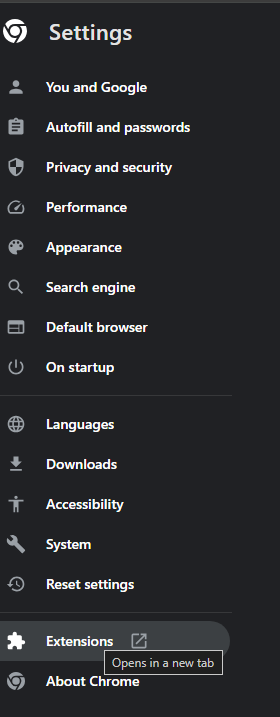 Settings
You and Google
Autofill and passwords
Privacy and security
Performance
Appearance
Search engine
Default browser
On startup
Languages
Downloads
Accessibility
System
Reset settings
Extensions
Opens in a new tab
About Chrome